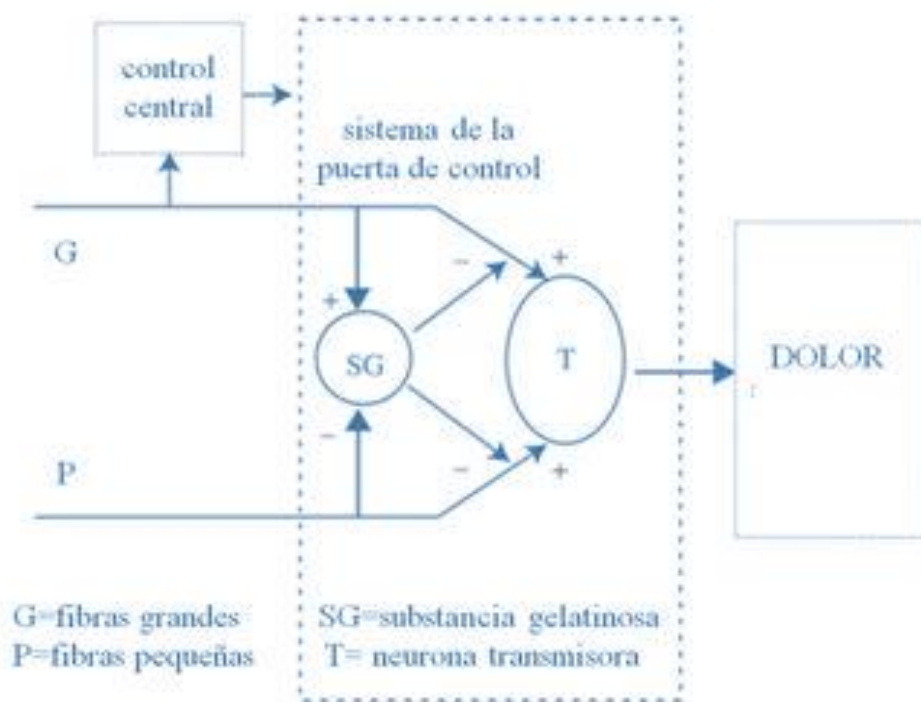 control
central
sistema de la
puerta de control
G
−
+
+
SG
T
DOLOR
−
P
−
+
G=fibras grandes
P=fibras pequeñas
SG=substancia gelatinosa
T= neurona transmisora